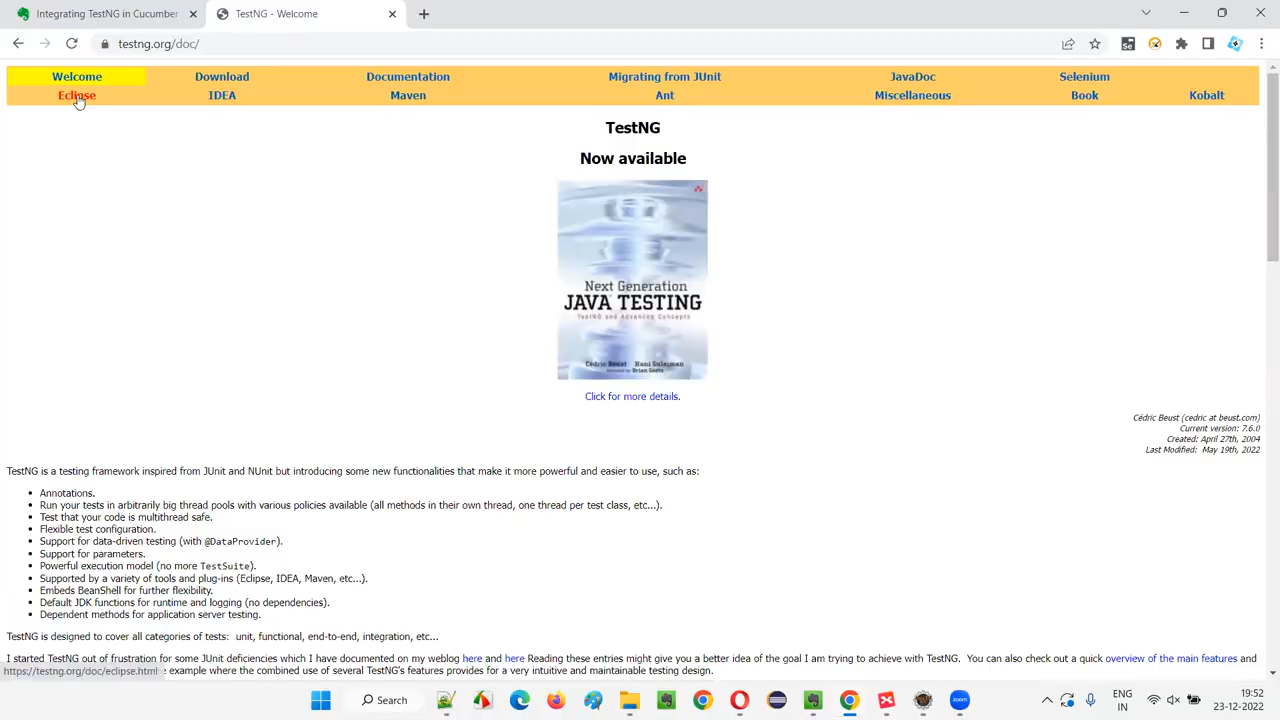 Integrating TestNG in Cucumber
TestNG - Welcome
testng.org/doc/
Welcome Download Documentation Migrating from JUnit JavaDoc Selenium
Eclipse IDEA Maven Ant Miscellaneous Book Kobalt
TestNG
Now available
Next Generation
JAVA TESTING
TestNG and Advanced Concepts
Cédric Beust Hani Suleiman
Click for more details.
Cédric Beust (cedric at beust.com)
Current version: 7.6.0
Created: April 27th, 2004
Last Modified: May 19th, 2022
TestNG is a testing framework inspired from JUnit and NUnit but introducing some new functionalities that make it more powerful and easier to use, such as:
• Annotations.
• Run your tests in arbitrarily big thread pools with various policies available (all methods in their own thread, one thread per test class, etc...).
• Test that your code is multithread safe.
• Flexible test configuration.
• Support for data-driven testing (with @DataProvider).
• Support for parameters.
• Powerful execution model (no more TestSuite).
• Supported by a variety of tools and plug-ins (Eclipse, IDEA, Maven, etc...).
• Embeds BeanShell for further flexibility.
• Default JDK functions for runtime and logging (no dependencies).
• Dependent methods for application server testing.
TestNG is designed to cover all categories of tests: unit, functional, end-to-end, integration, etc...
I started TestNG out of frustration for some JUnit deficiencies which I have documented on my weblog here and here Reading these entries might give you a better idea of the goal I am trying to achieve with TestNG. You can also check out a quick overview of the main features and
https://testng.org/doc/eclipse.html e example where the combined use of several TestNG's features provides for a very intuitive and maintainable testing design.
Search
ENG
IN
19:52
23-12-2022